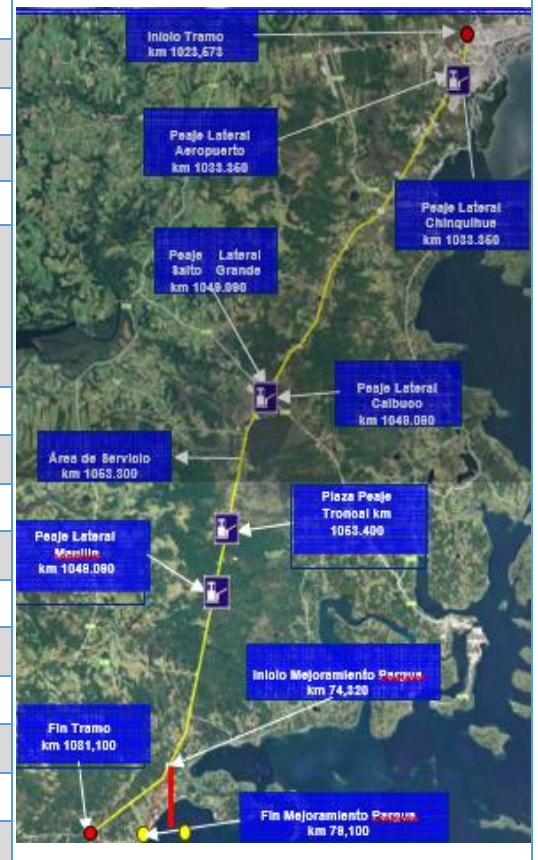 Inicio Tramo
km 1023,573
Peaje Lateral
Aeropuerto
km 1033.350
Peaje Lateral
Chinquihue
km 1033.350
Peaje Lateral
Salto Grande
km 1049.090
Peaje Lateral
Calbuco
km 1049.090
Área de Servicio
km 1053.300
Plaza Peaje
Troncal km
1053.400
Peaje Lateral
Maullín
km 1049.090
Inicio Mejoramiento Pargua
km 74,320
Fin Tramo
km 1081,100
Fin Mejoramiento Pargua
km 79,100